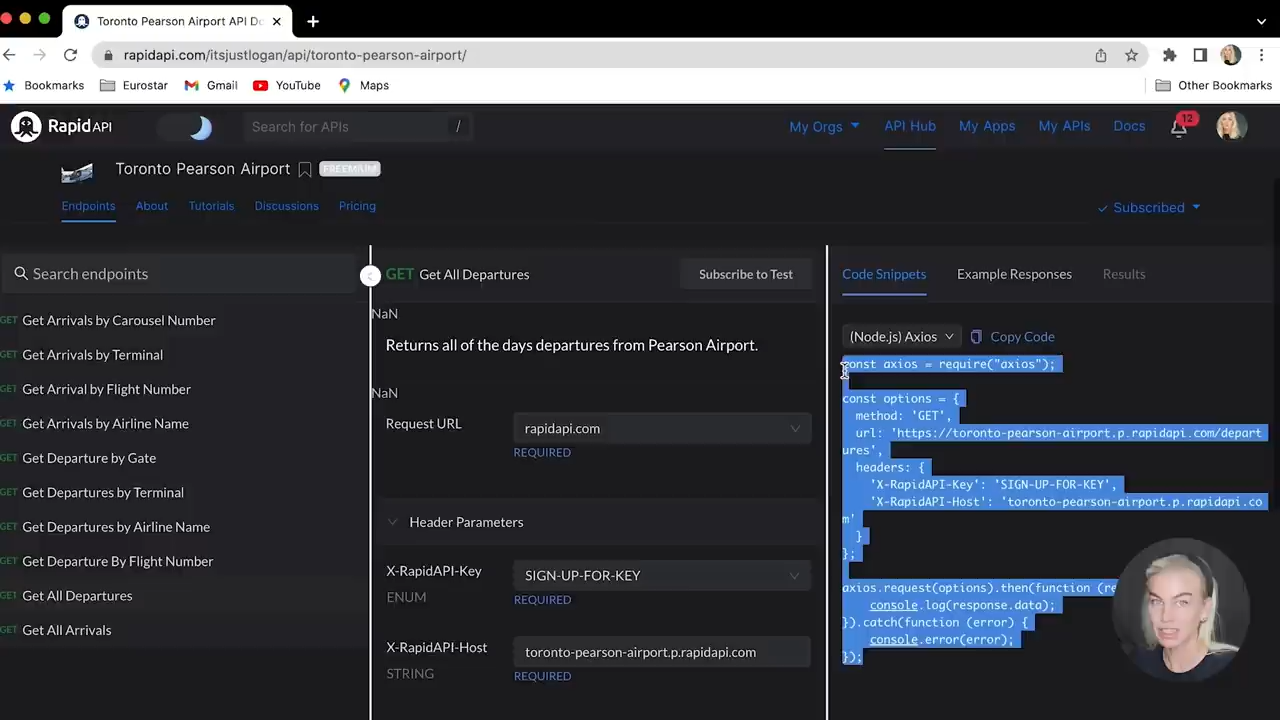 Toronto Pearson Airport API Do
rapidapi.com/itsjustlogan/api/toronto-pearson-airport/
Bookmarks Eurostar Gmail YouTube Maps Other Bookmarks
Rapid API Search for APIs / My Orgs API Hub My Apps My APIs Docs 12
Toronto Pearson Airport FREEMIUM
Endpoints About Tutorials Discussions Pricing Subscribed
Search endpoints
GET Get Arrivals by Carousel Number
GET Get Arrivals by Terminal
GET Get Arrival by Flight Number
GET Get Arrivals by Airline Name
GET Get Departure by Gate
GET Get Departures by Terminal
GET Get Departures by Airline Name
GET Get Departure By Flight Number
GET Get All Departures
GET Get All Arrivals
GET Get All Departures Subscribe to Test
NaN
Returns all of the days departures from Pearson Airport.
NaN
Request URL rapidapi.com
REQUIRED
Header Parameters
X-RapidAPI-Key SIGN-UP-FOR-KEY
ENUM REQUIRED
X-RapidAPI-Host toronto-pearson-airport.p.rapidapi.com
STRING REQUIRED
Code Snippets Example Responses Results
(Node.js) Axios Copy Code
const axios = require("axios");
const options = {
method: 'GET',
url: 'https://toronto-pearson-airport.p.rapidapi.com/depart
ures',
headers: {
'X-RapidAPI-Key': 'SIGN-UP-FOR-KEY',
'X-RapidAPI-Host': 'toronto-pearson-airport.p.rapidapi.co
m'
}
};
axios.request(options).then(function (re
console.log(response.data);
}).catch(function (error) {
console.error(error);
});